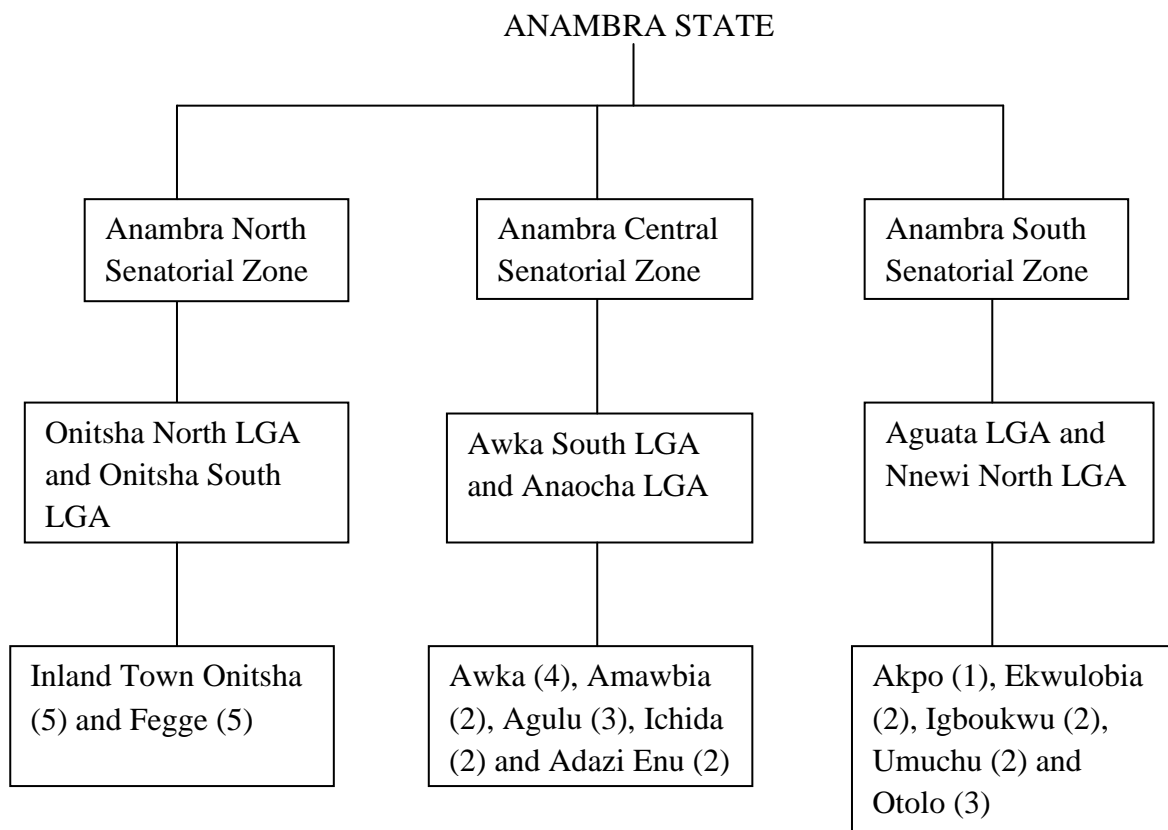 ANAMBRA STATE
Anambra North
Senatorial Zone
Anambra Central
Senatorial Zone
Anambra South
Senatorial Zone
Onitsha North LGA
and Onitsha South
LGA
Awka South LGA
and Anaocha LGA
Aguata LGA and
Nnewi North LGA
Inland Town Onitsha
(5) and Fegge (5)
Awka (4), Amawbia
(2), Agulu (3), Ichida
(2) and Adazi Enu (2)
Akpo (1), Ekwulobia
(2), Igboukwu (2),
Umuchu (2) and
Otolo (3)